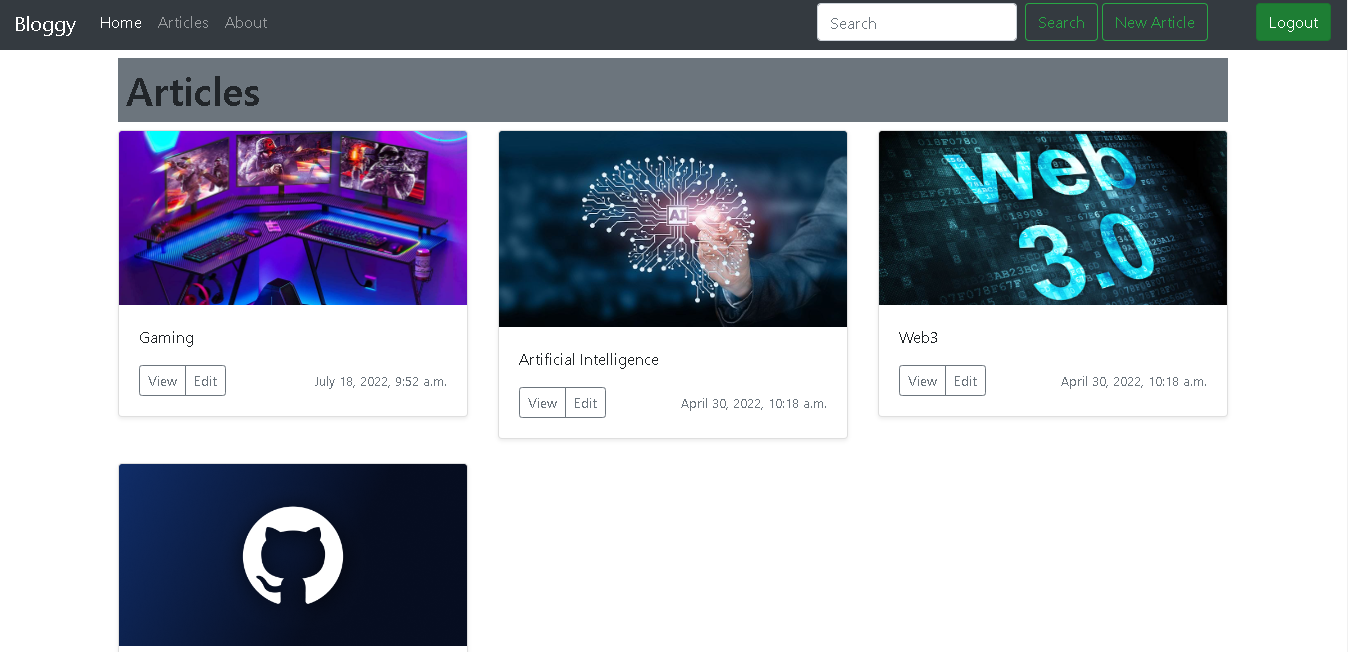 Bloggy Home Articles About Search Search New Article Logout
Articles
AI
web
3.0
Gaming
View Edit July 18, 2022, 9:52 a.m.
Artificial Intelligence
View Edit April 30, 2022, 10:18 a.m.
Web3
View Edit April 30, 2022, 10:18 a.m.